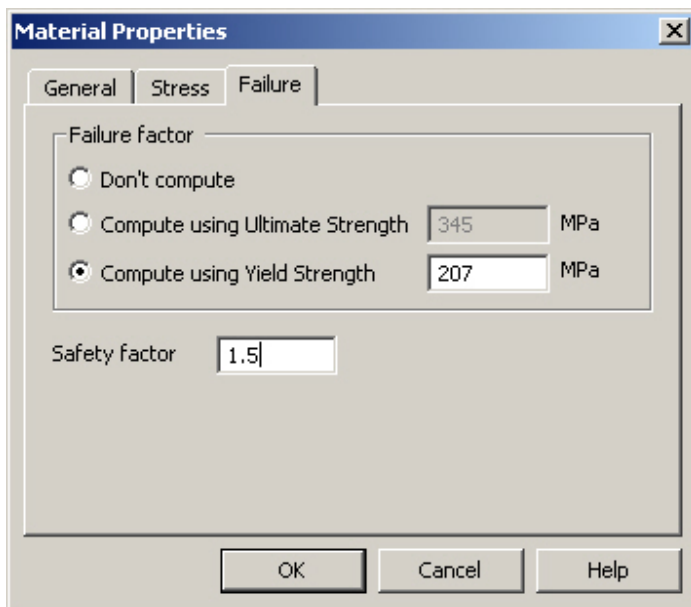 Material Properties
General Stress Failure
Failure factor
Don't compute
Compute using Ultimate Strength 345 MPa
Compute using Yield Strength 207 MPa
Safety factor 1.5
OK Cancel Help